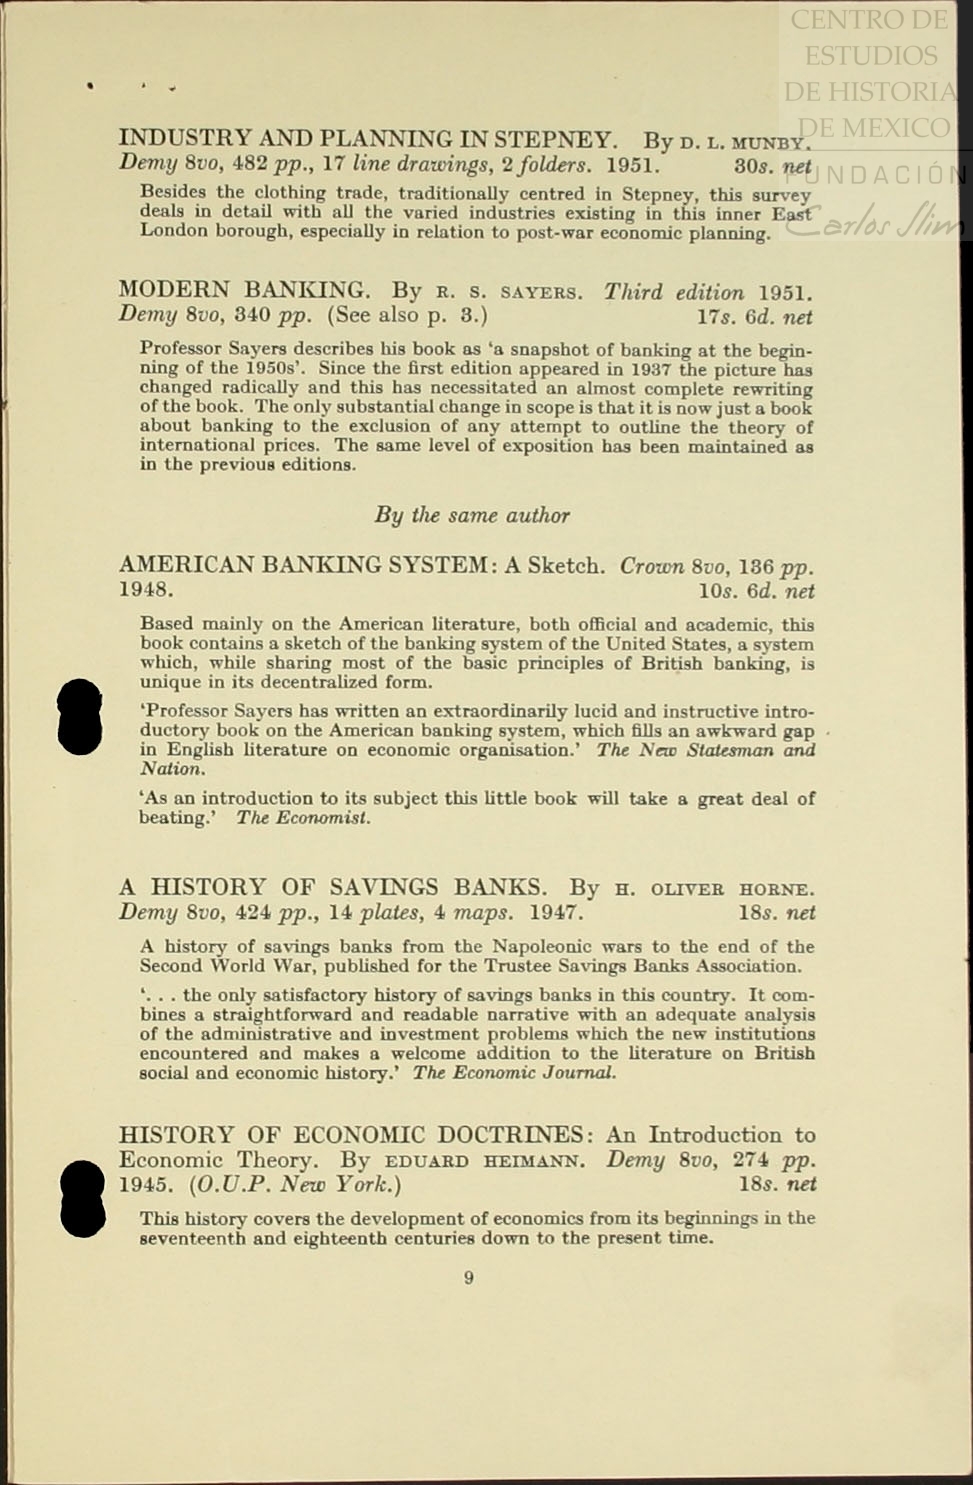 CENTRO DE
ESTUDIOS
DE HISTORIA
DE MEXICO
FUNDACIÓN
Carlos Slim
INDUSTRY AND PLANNING IN STEPNEY. By D. L. MUNBY.
Demy 8vo, 482 pp., 17 line drawings, 2 folders. 1951. 30s. net
Besides the clothing trade, traditionally centred in Stepney, this survey
deals in detail with all the varied industries existing in this inner East
London borough, especially in relation to post-war economic planning.
MODERN BANKING. By R. S. SAYERS. Third edition 1951.
Demy 8vo, 340 pp. (See also p. 3.) 17s. 6d. net
Professor Sayers describes his book as ‘a snapshot of banking at the begin-
ning of the 1950s’. Since the first edition appeared in 1937 the picture has
changed radically and this has necessitated an almost complete rewriting
of the book. The only substantial change in scope is that it is now just a book
about banking to the exclusion of any attempt to outline the theory of
international prices. The same level of exposition has been maintained as
in the previous editions.
By the same author
AMERICAN BANKING SYSTEM: A Sketch. Crown 8vo, 136 pp.
1948. 10s. 6d. net
Based mainly on the American literature, both official and academic, this
book contains a sketch of the banking system of the United States, a system
which, while sharing most of the basic principles of British banking, is
unique in its decentralized form.
‘Professor Sayers has written an extraordinarily lucid and instructive intro-
ductory book on the American banking system, which fills an awkward gap
in English literature on economic organisation.’ The New Statesman and
Nation.
‘As an introduction to its subject this little book will take a great deal of
beating.’ The Economist.
A HISTORY OF SAVINGS BANKS. By H. OLIVER HORNE.
Demy 8vo, 424 pp., 14 plates, 4 maps. 1947. 18s. net
A history of savings banks from the Napoleonic wars to the end of the
Second World War, published for the Trustee Savings Banks Association.
‘. . . the only satisfactory history of savings banks in this country. It com-
bines a straightforward and readable narrative with an adequate analysis
of the administrative and investment problems which the new institutions
encountered and makes a welcome addition to the literature on British
social and economic history.’ The Economic Journal.
HISTORY OF ECONOMIC DOCTRINES: An Introduction to
Economic Theory. By EDUARD HEIMANN. Demy 8vo, 274 pp.
1945. (O.U.P. New York.) 18s. net
This history covers the development of economics from its beginnings in the
seventeenth and eighteenth centuries down to the present time.
9